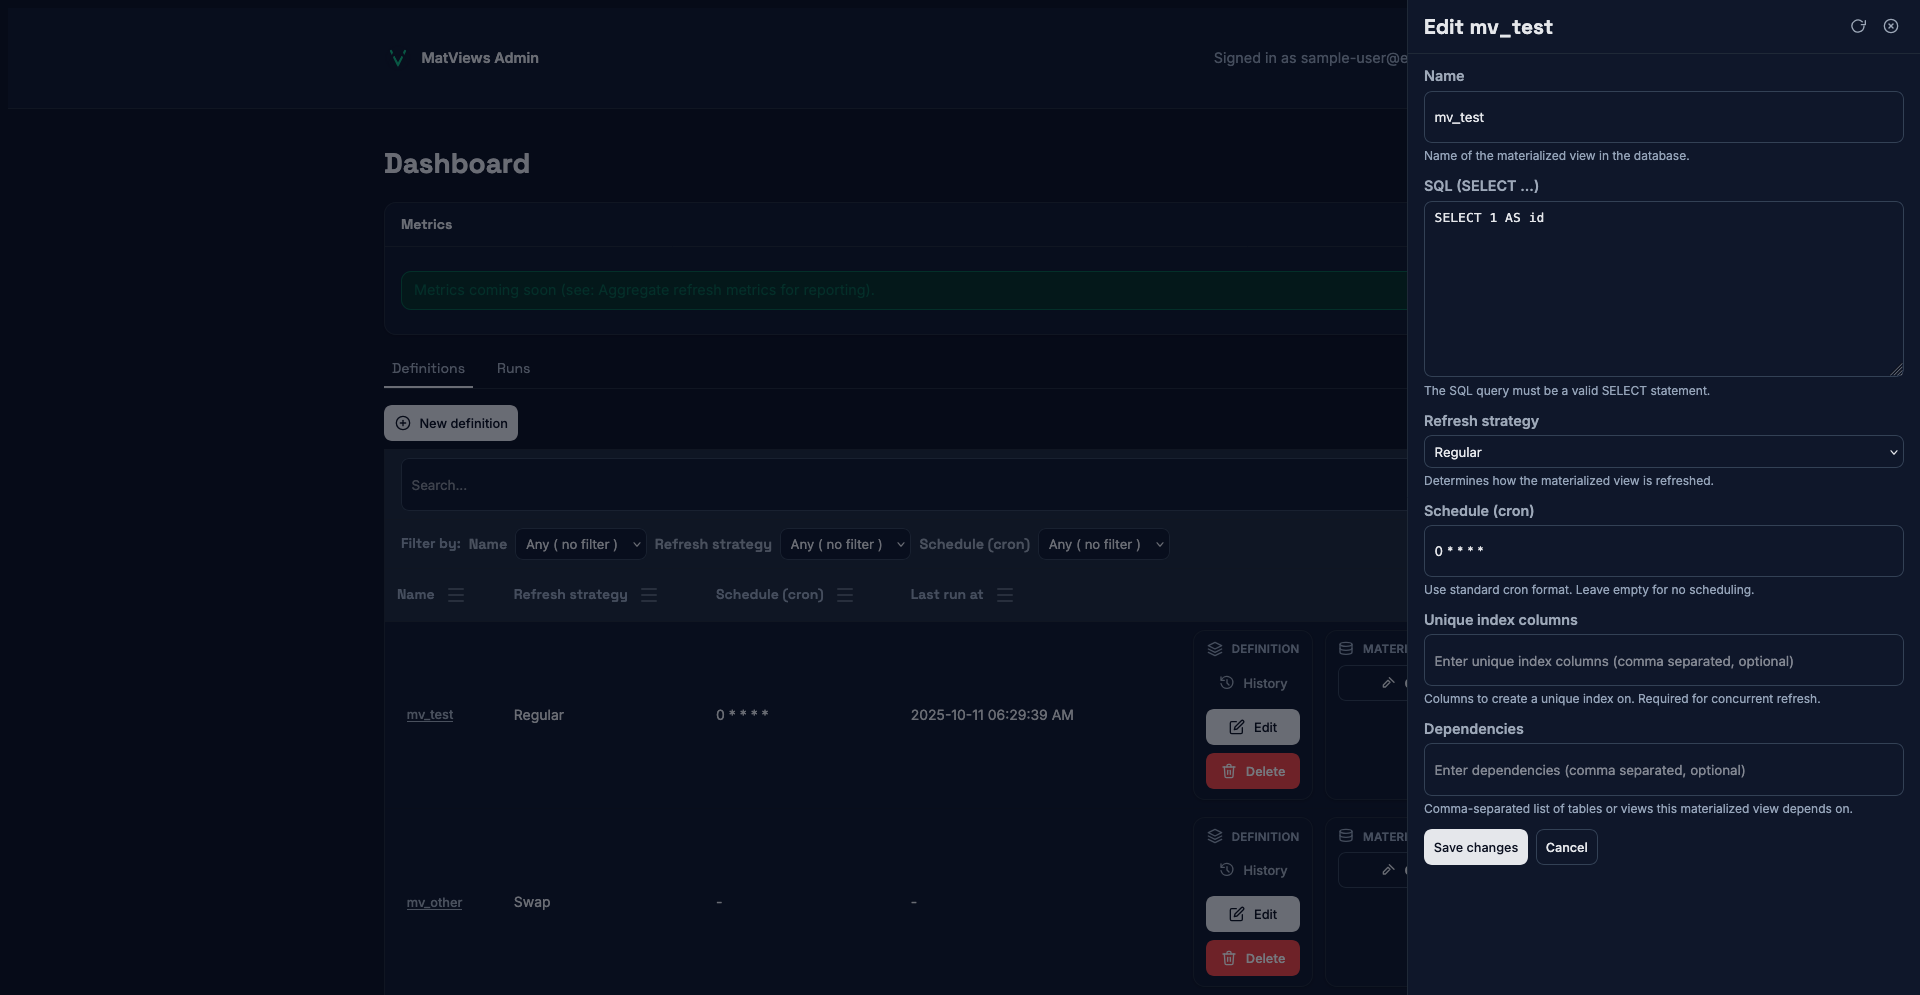 MatViews Admin
Signed in as sample-user@e
Dashboard
Metrics
Metrics coming soon (see: Aggregate refresh metrics for reporting).
Definitions Runs
New definition
Search...
Filter by: Name Any ( no filter ) Refresh strategy Any ( no filter ) Schedule (cron) Any ( no filter )
Name Refresh strategy Schedule (cron) Last run at
mv_test Regular 0 * * * * 2025-10-11 06:29:39 AM
DEFINITION
History
Edit
Delete
MATERI
mv_other Swap - -
DEFINITION
History
Edit
Delete
MATERI
Edit mv_test
Name
mv_test
Name of the materialized view in the database.
SQL (SELECT ...)
SELECT 1 AS id
The SQL query must be a valid SELECT statement.
Refresh strategy
Regular
Determines how the materialized view is refreshed.
Schedule (cron)
0 * * * *
Use standard cron format. Leave empty for no scheduling.
Unique index columns
Enter unique index columns (comma separated, optional)
Columns to create a unique index on. Required for concurrent refresh.
Dependencies
Enter dependencies (comma separated, optional)
Comma-separated list of tables or views this materialized view depends on.
Save changes Cancel